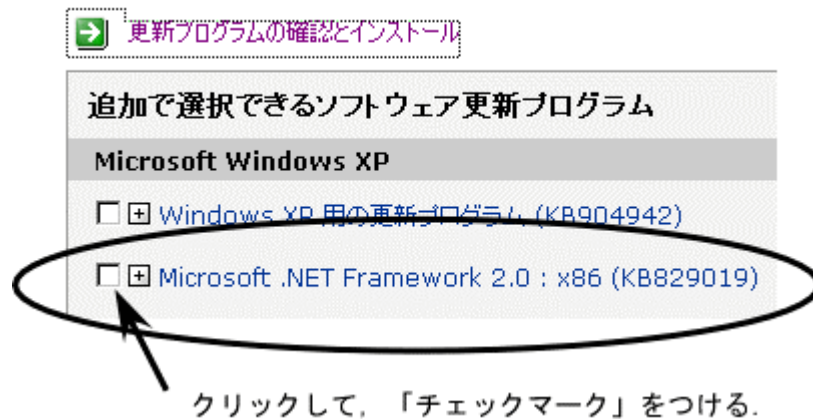 更新プログラムの確認とインストール
追加で選択できるソフトウェア更新プログラム
Microsoft Windows XP
Windows XP 用の更新プログラム (KB904942)
Microsoft .NET Framework 2.0 : x86 (KB829019)
クリックして，「チェックマーク」をつける．